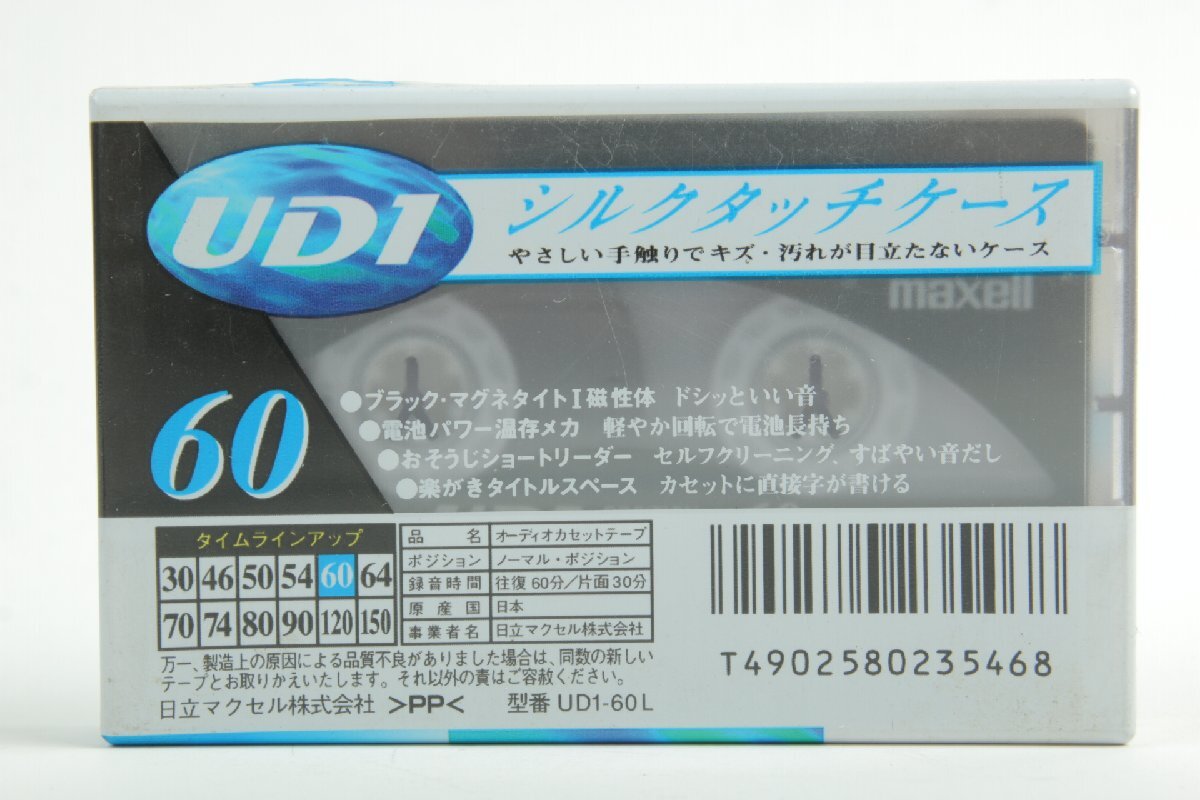 UD1
シルクタッチケース
やさしい手触りでキズ・汚れが目立たないケース
maxell
60
●ブラック・マグネタイトI磁性体 ドシッといい音
●電池パワー温存メカ 軽やか回転で電池長持ち
●おそうじショートリーダー セルフクリーニング、すばやい音だし
●楽がきタイトルスペース カセットに直接字が書ける
タイムラインアップ
30 46 50 54 60 64
70 74 80 90 120 150
品名 オーディオカセットテープ
ポジション ノーマル・ポジション
録音時間 往復60分/片面30分
原産国 日本
事業者名 日立マクセル株式会社
万一、製造上の原因による品質不良がありました場合は、同数の新しい
テープとお取りかえいたします。それ以外の責はご容赦ください。
日立マクセル株式会社 >PP< 型番 UD1-60L
T4902580235468